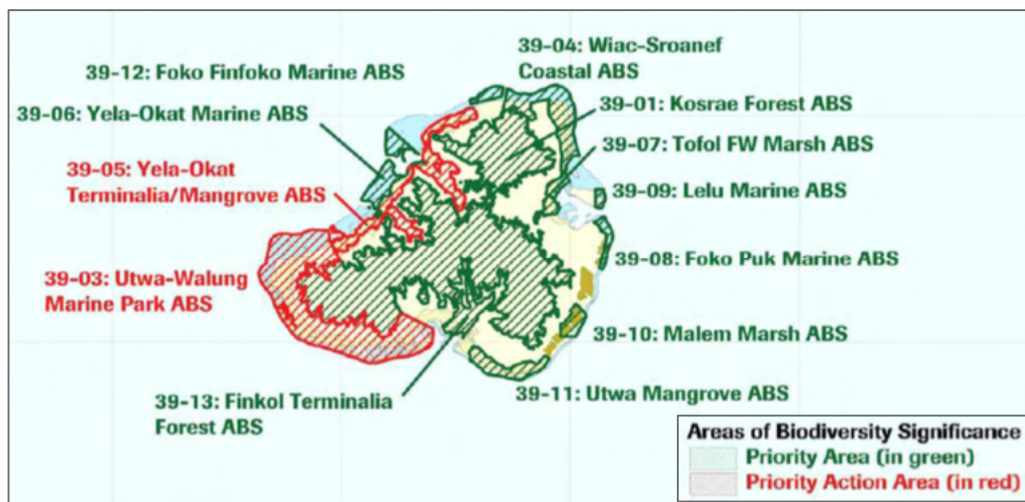 39-04: Wiac-Sroanef
Coastal ABS
39-12: Foko Finfoko Marine ABS
39-01: Kosrae Forest ABS
39-06: Yela-Okat Marine ABS
39-07: Tofol FW Marsh ABS
39-05: Yela-Okat
Terminalia/Mangrove ABS
39-09: Lelu Marine ABS
39-08: Foko Puk Marine ABS
39-03: Utwa-Walung
Marine Park ABS
39-10: Malem Marsh ABS
39-11: Utwa Mangrove ABS
39-13: Finkol Terminalia
Forest ABS
Areas of Biodiversity Significance
Priority Area (in green)
Priority Action Area (in red)